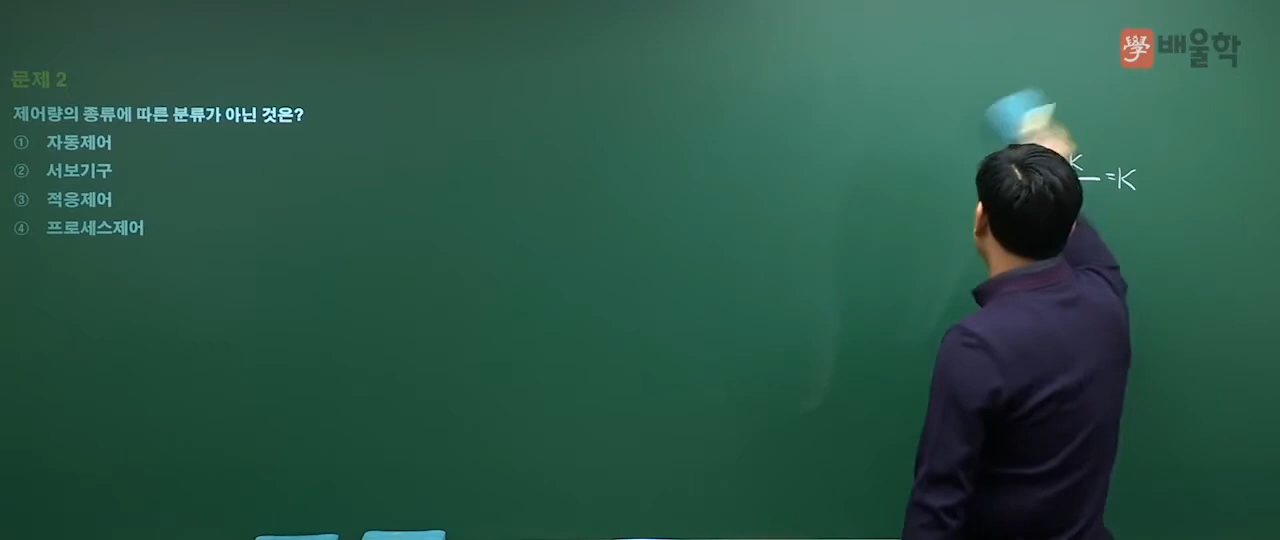 學 배울학
문제 2
제어량의 종류에 따른 분류가 아닌 것은?
① 자동제어
② 서보기구
③ 적응제어
④ 프로세스제어
K
=K